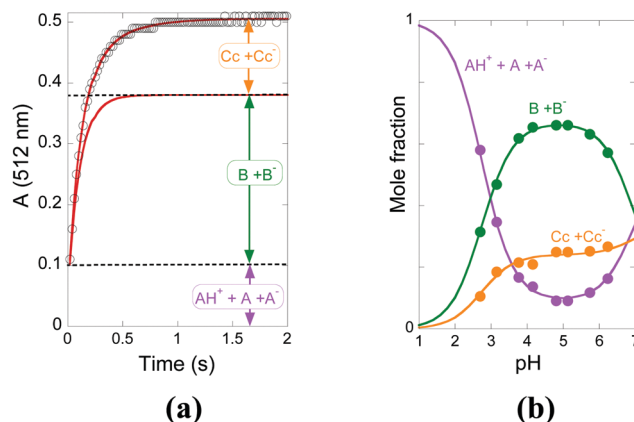 0.5
0.4
0.3
0.2
0.1
0
A (512 nm)
Cc +Cc⁻
B +B⁻
AH⁺ + A +A⁻
0 0.5 1 1.5 2
Time (s)
(a)
1
0
Mole fraction
AH⁺ + A +A⁻
B +B⁻
Cc +Cc⁻
1 2 3 4 5 6 7
pH
(b)